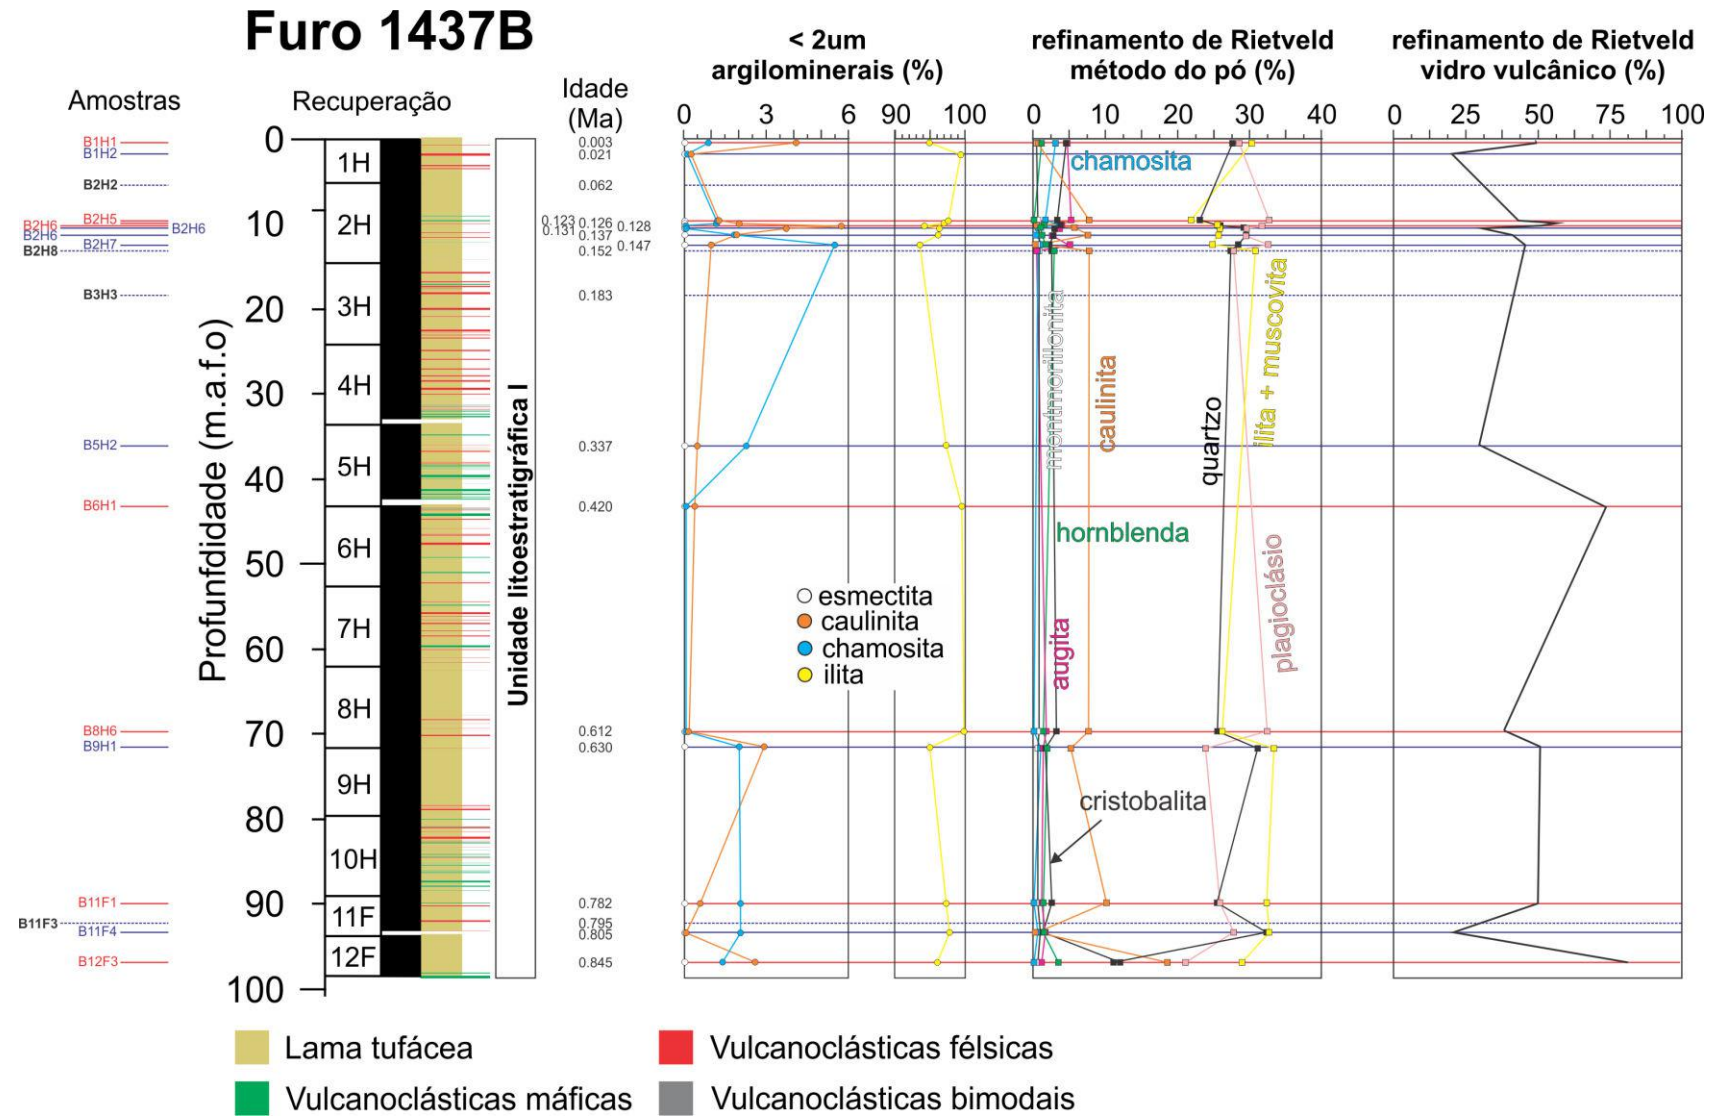 Furo 1437B
< 2um
argilominerais (%)
refinamento de Rietveld
método do pó (%)
refinamento de Rietveld
vidro vulcânico (%)
Amostras
Recuperação
Idade
(Ma)
0 3 6 90 100
0 10 20 30 40
0 25 50 75 100
Profunfdidade (m.a.f.o)
0
10
20
30
40
50
60
70
80
90
100
1H
2H
3H
4H
5H
6H
7H
8H
9H
10H
11F
12F
Unidade litoestratigráfica I
B1H1
B1H2
B2H2
B2H5
B2H6
B2H6
B2H6
B2H7
B2H8
B3H3
B5H2
B6H1
B8H6
B9H1
B11F1
B11F3
B11F4
B12F3
0.003
0.021
0.062
0.123 0.126 0.128
0.131 0.137
0.147
0.152
0.183
0.337
0.420
0.612
0.630
0.782
0.795
0.805
0.845
esmectita
caulinita
chamosita
ilita
chamosita
montmorillonita
caulinita
quartzo
ilita + muscovita
hornblenda
augita
plagioclásio
cristobalita
Lama tufácea
Vulcanoclásticas félsicas
Vulcanoclásticas máficas
Vulcanoclásticas bimodais